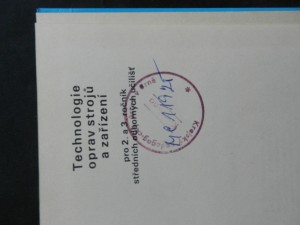 Technologie
oprav strojů
a zařízení
pro 2. a 3. ročník
středních odborných učilišť